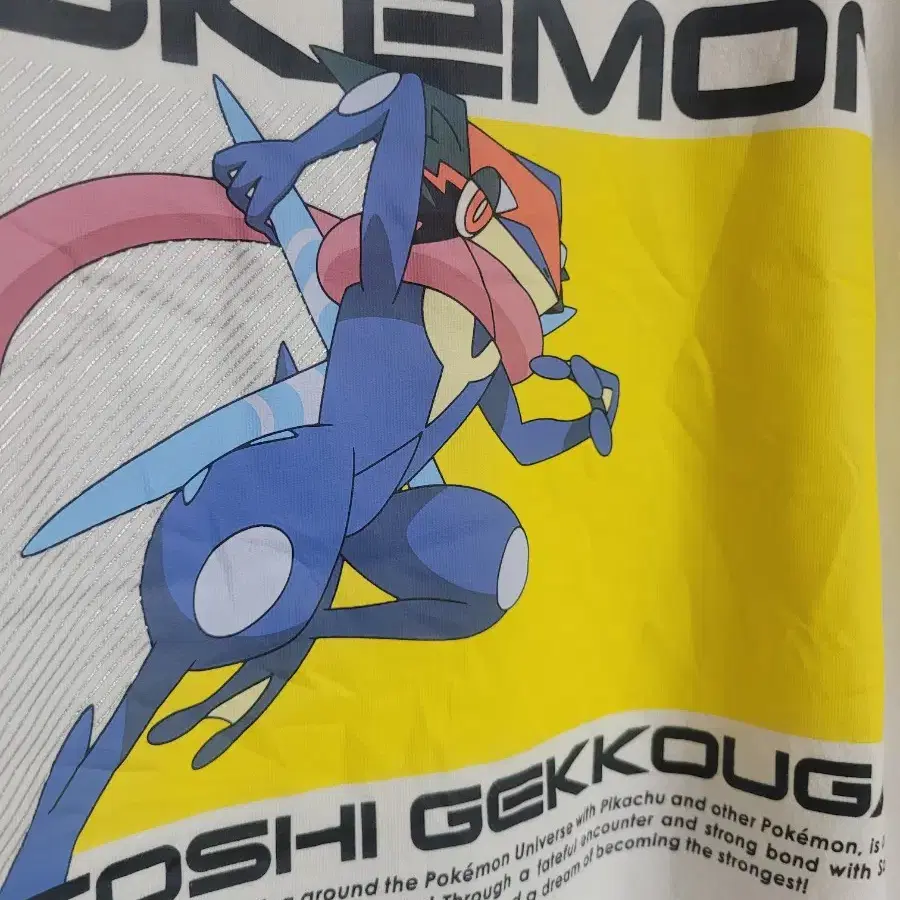 OKEMON
TOSHI GEKKOUGA
around the Pokémon Universe with Pikachu and other Pokémon, is
Through a fateful encounter and strong bond with S
d a dream of becoming the strongest!